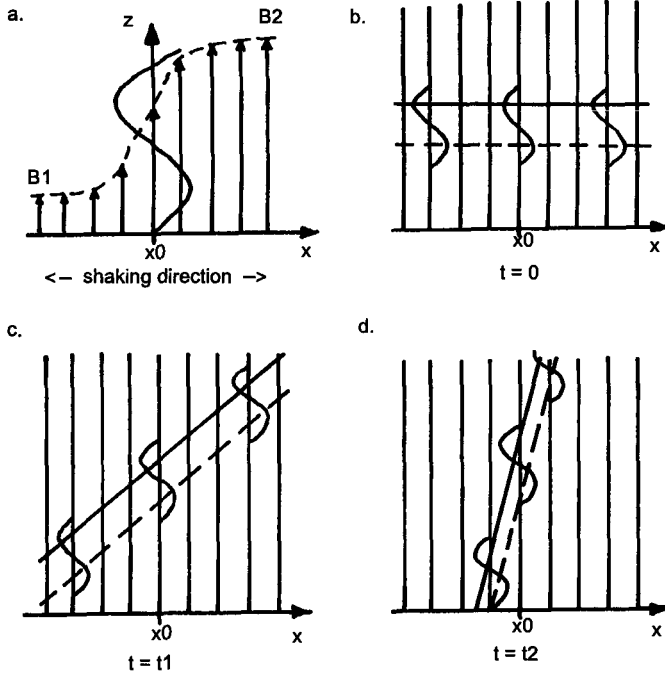 a.
z
B2
B1
x0
x
<– shaking direction –>
b.
x0
x
t = 0
c.
x0
x
t = t1
d.
x0
x
t = t2